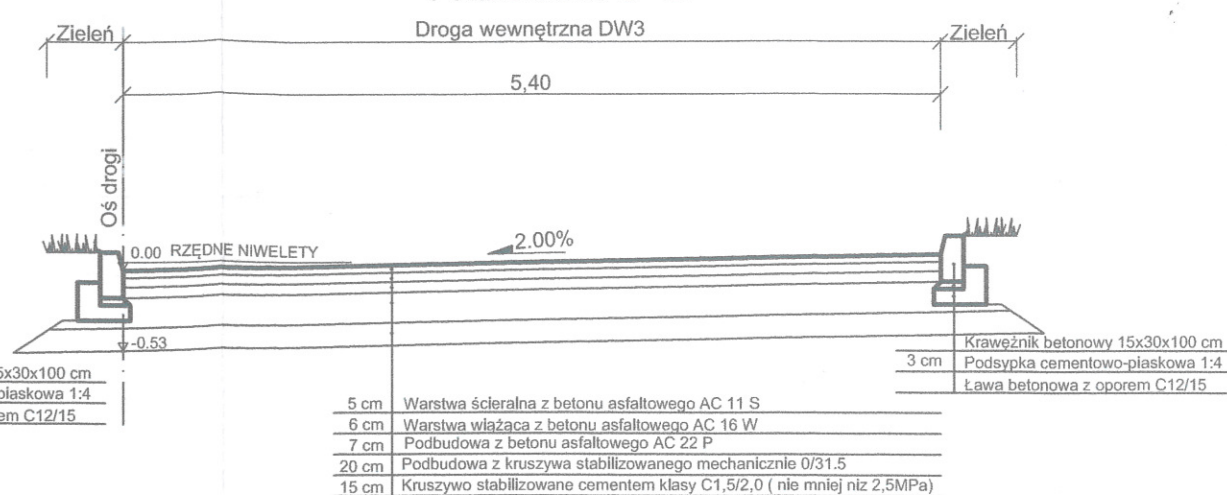 Zieleń
Droga wewnętrzna DW3
Zieleń
5,40
Oś drogi
0.00 RZĘDNE NIWELETY
2.00%
-0.53
5x30x100 cm
piaskowa 1:4
em C12/15
Krawężnik betonowy 15x30x100 cm
3 cm Podsypka cementowo-piaskowa 1:4
Ława betonowa z oporem C12/15
5 cm Warstwa ścieralna z betonu asfaltowego AC 11 S
6 cm Warstwa wiążąca z betonu asfaltowego AC 16 W
7 cm Podbudowa z betonu asfaltowego AC 22 P
20 cm Podbudowa z kruszywa stabilizowanego mechanicznie 0/31.5
15 cm Kruszywo stabilizowane cementem klasy C1,5/2,0 ( nie mniej niz 2,5MPa)